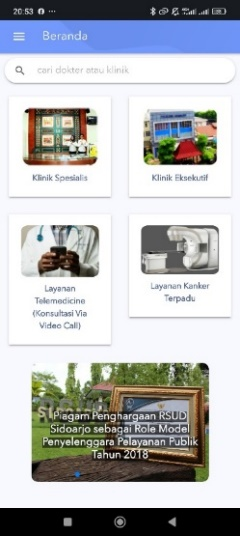 20:53
Beranda
cari dokter atau klinik
Klinik Spesialis
Klinik Eksekutif
Layanan
Telemedicine
(Konsultasi Via
Video Call)
Layanan Kanker
Terpadu
Piagam Penghargaan RSUD
Sidoarjo sebagai Role Model
Penyelenggara Pelayanan Publik
Tahun 2018